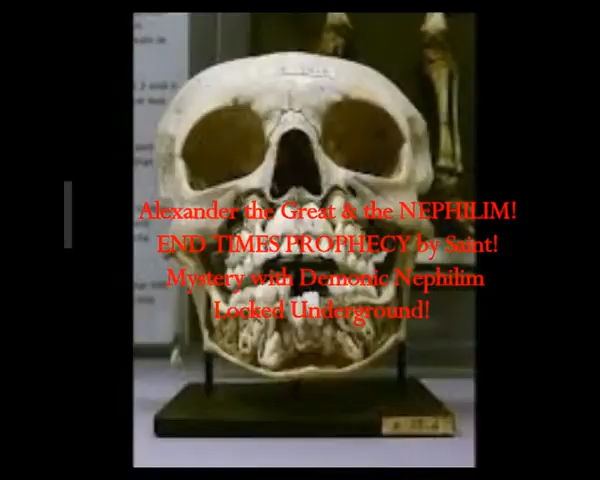 Alexander the Great & the NEPHILIM!
END TIMES PROPHECY by Saint!
Mystery with Demonic Nephilim
Locked Underground!